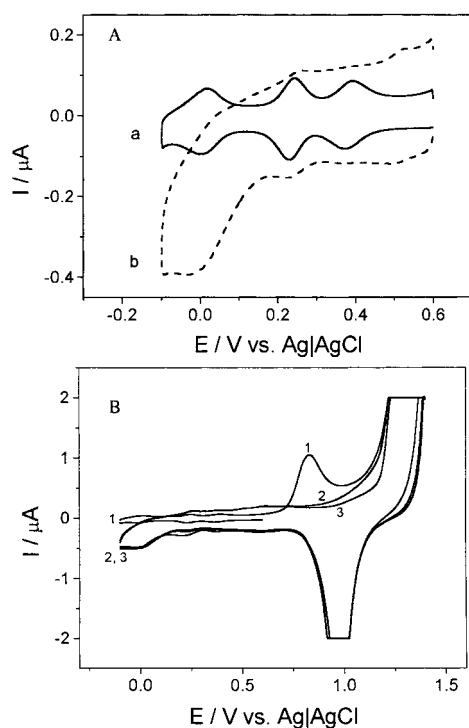 A
0.2
0.0
-0.2
-0.4
I / μA
a
b
-0.2 0.0 0.2 0.4 0.6
E / V vs. Ag|AgCl
B
2
1
0
-1
-2
I / μA
1
2
3
1
2, 3
0.0 0.5 1.0 1.5
E / V vs. Ag|AgCl